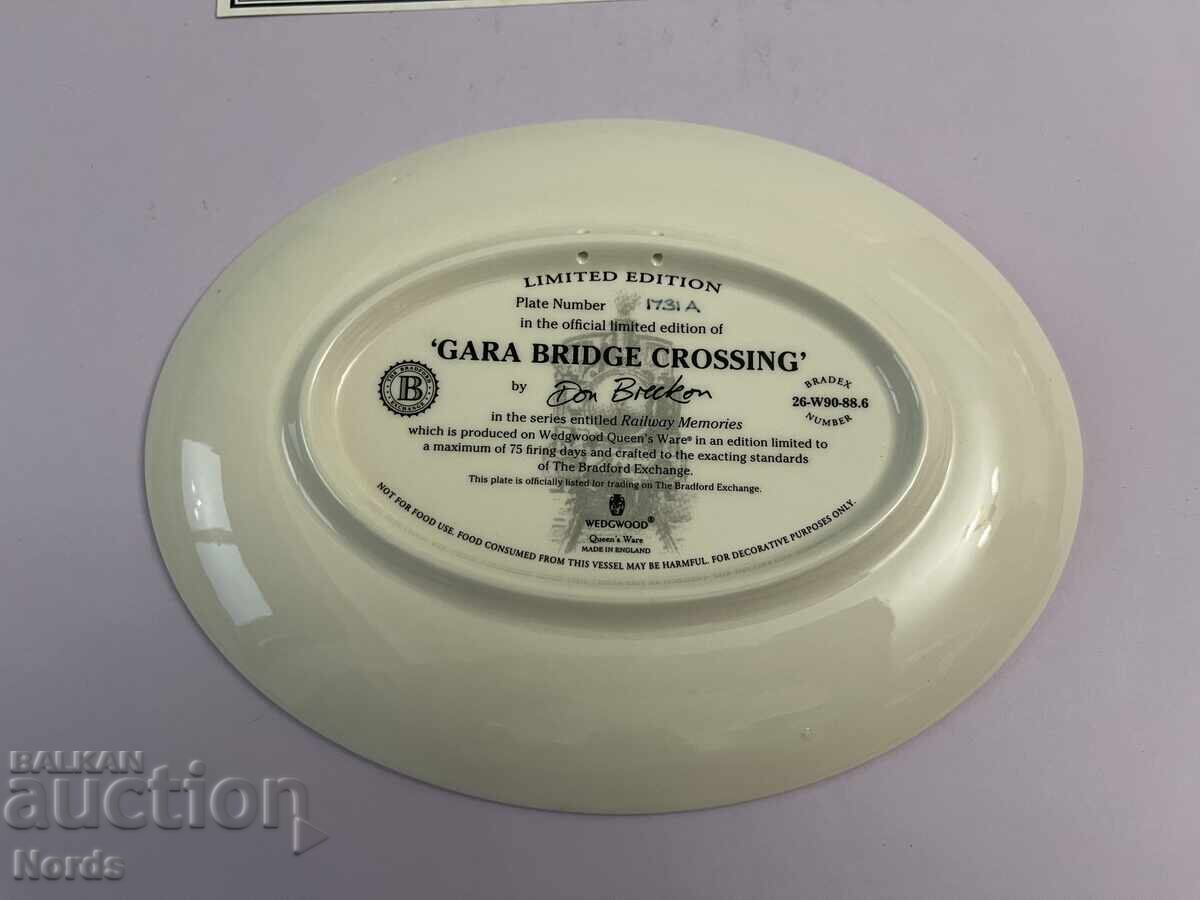 LIMITED EDITION
Plate Number 1731 A
in the official limited edition of
'GARA BRIDGE CROSSING'
by Don Breckon
in the series entitled Railway Memories
which is produced on Wedgwood Queen's Ware® in an edition limited to
a maximum of 75 firing days and crafted to the exacting standards
of The Bradford Exchange.
This plate is officially listed for trading on The Bradford Exchange.
THE BRADFORD
B
EXCHANGE
BRADEX
26-W90-88.6
NUMBER
WEDGWOOD®
Queen's Ware
MADE IN ENGLAND
NOT FOR FOOD USE. FOOD CONSUMED FROM THIS VESSEL MAY BE HARMFUL. FOR DECORATIVE PURPOSES ONLY.
BALKAN
auction
Nords